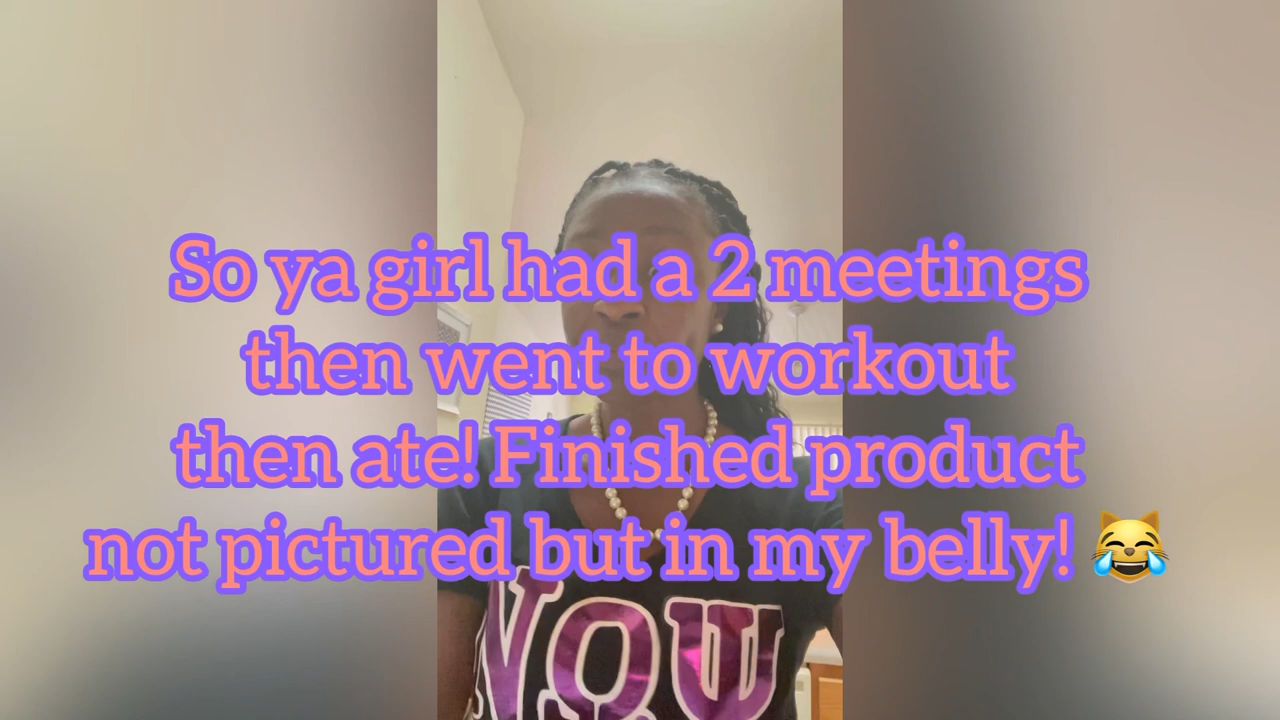 So ya girl had a 2 meetings
then went to workout
then ate! Finished product
not pictured but in my belly! 😹
NOW